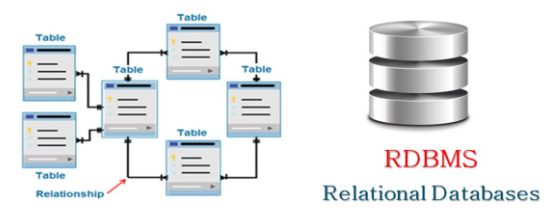 Table
Table
Table
Table
Table
Table
Relationship
RDBMS
Relational Databases